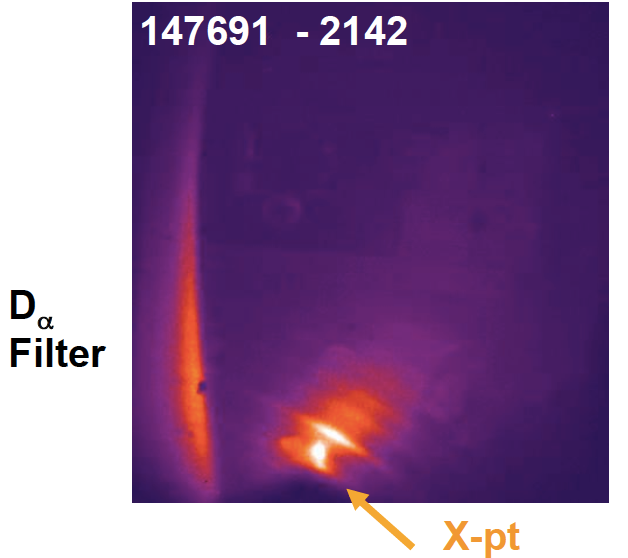 147691 - 2142
Dα
Filter
X-pt